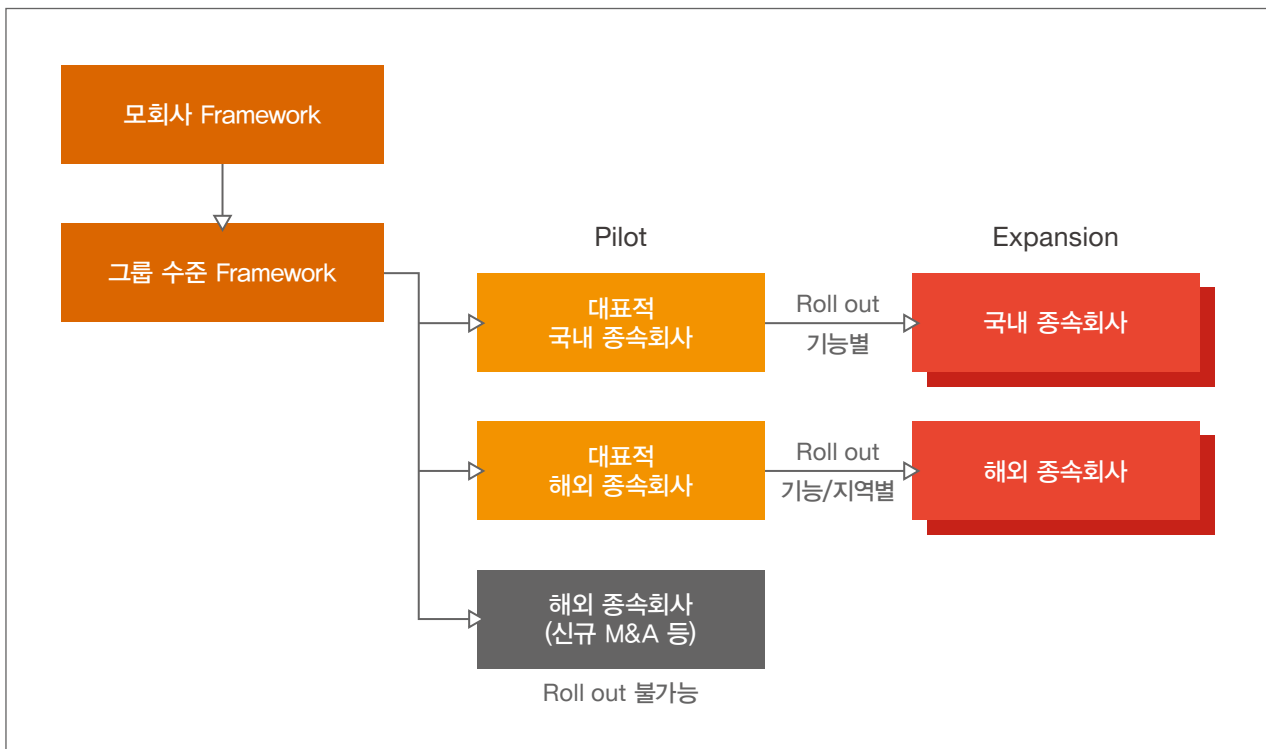 모회사 Framework
그룹 수준 Framework
Pilot
Expansion
대표적
국내 종속회사
Roll out
기능별
국내 종속회사
대표적
해외 종속회사
Roll out
기능/지역별
해외 종속회사
해외 종속회사
(신규 M&A 등)
Roll out 불가능